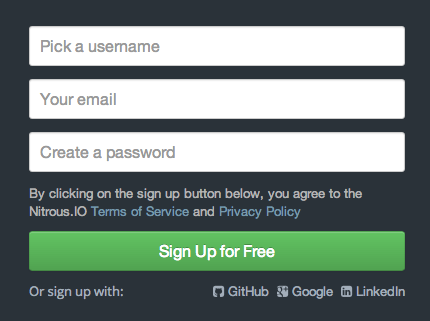 Pick a username
Your email
Create a password
By clicking on the sign up button below, you agree to the
Nitrous.IO Terms of Service and Privacy Policy
Sign Up for Free
Or sign up with: GitHub Google LinkedIn